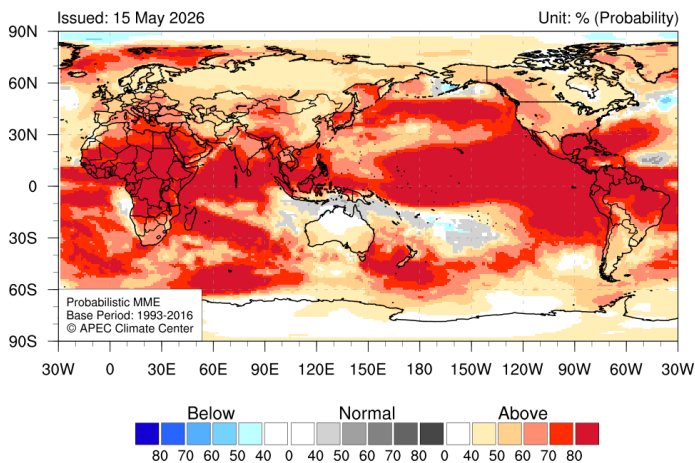 Issued: 15 May 2026 Unit: % (Probability)
90N
60N
30N
0
30S
60S
90S
Probabilistic MME
Base Period: 1993-2016
© APEC Climate Center
30W 0 30E 60E 90E 120E 150E 180 150W 120W 90W 60W 30W
Below Normal Above
80 70 60 50 40 0 40 50 60 70 80 0 40 50 60 70 80